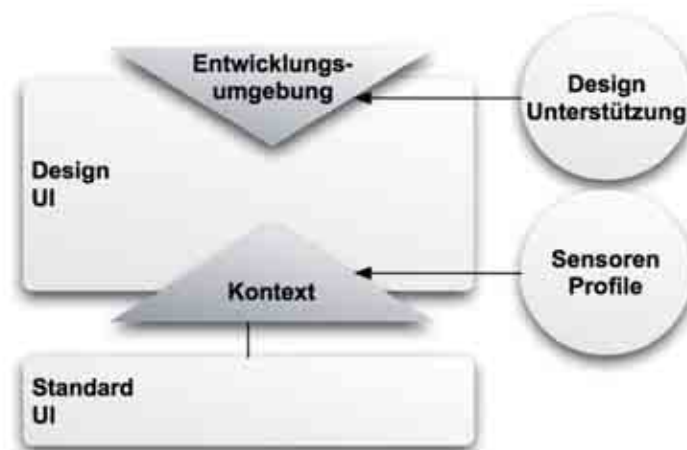 Entwicklungs-
umgebung
Design
Unterstützung
Design
UI
Sensoren
Profile
Kontext
Standard
UI